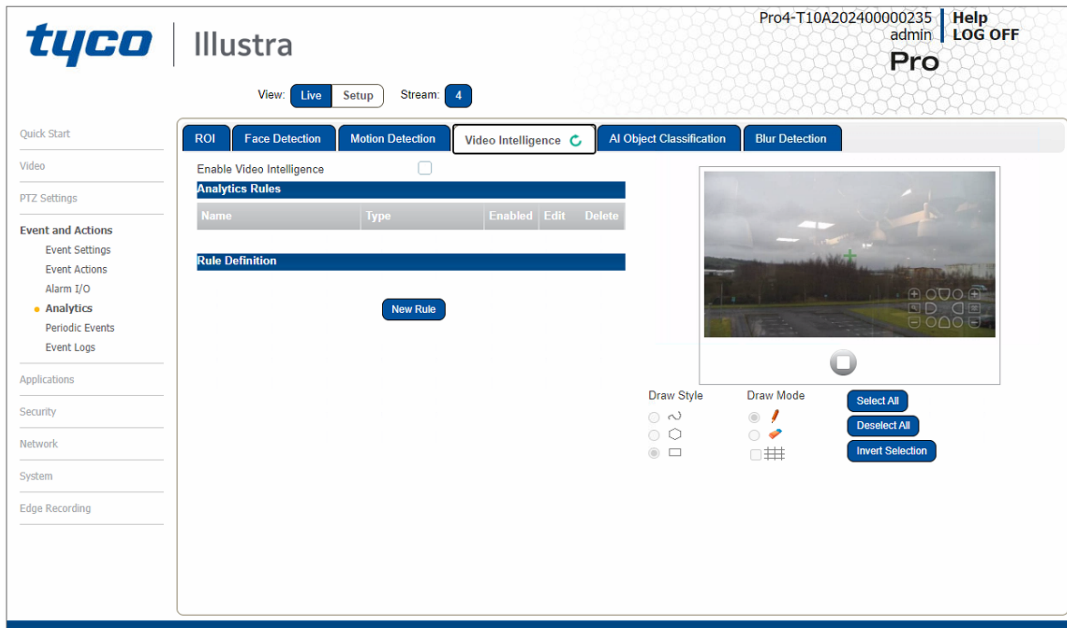 Pro4-T10A202400000235
Help
tyco
Illustra
admin
LOG OFF
Pro
View: Live Setup Stream: 4
Quick Start
Video
PTZ Settings
Event and Actions
Event Settings
Event Actions
Alarm I/O
Analytics
Periodic Events
Event Logs
Applications
Security
Network
System
Edge Recording
ROI Face Detection Motion Detection Video Intelligence AI Object Classification Blur Detection
Enable Video Intelligence
Analytics Rules
Name Type Enabled Edit Delete
Rule Definition
New Rule
Draw Style Draw Mode
Select All
Deselect All
Invert Selection